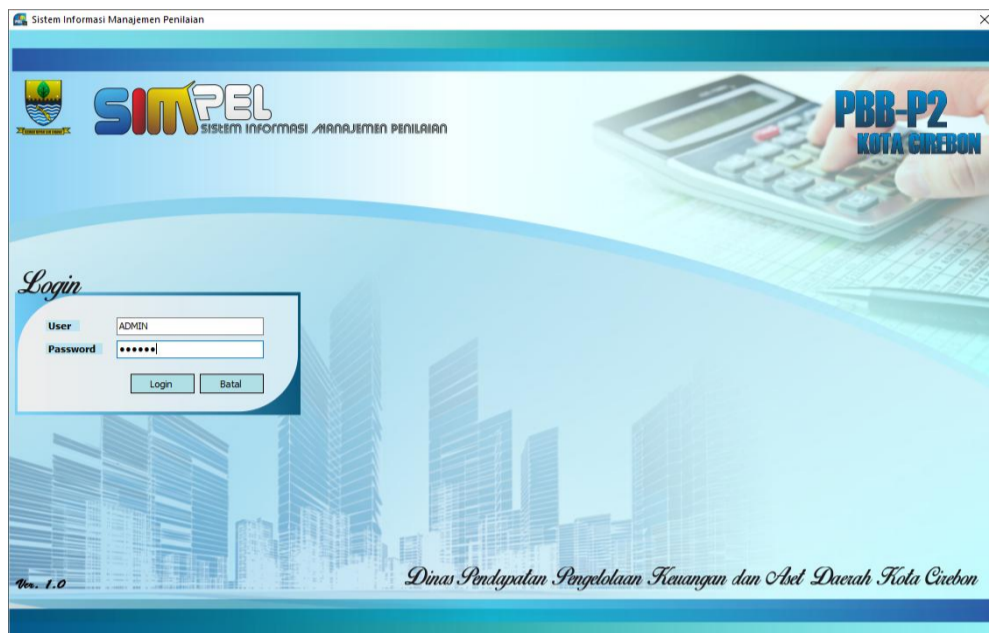 Sistem Informasi Manajemen Penilaian
SIMPEL
SISTEM INFORMASI MANAJEMEN PENILAIAN
PBB-P2
KOTA CIREBON
Login
User
ADMIN
Password
••••••
Login
Batal
Ver. 1.0
Dinas Pendapatan Pengelolaan Keuangan dan Aset Daerah Kota Cirebon